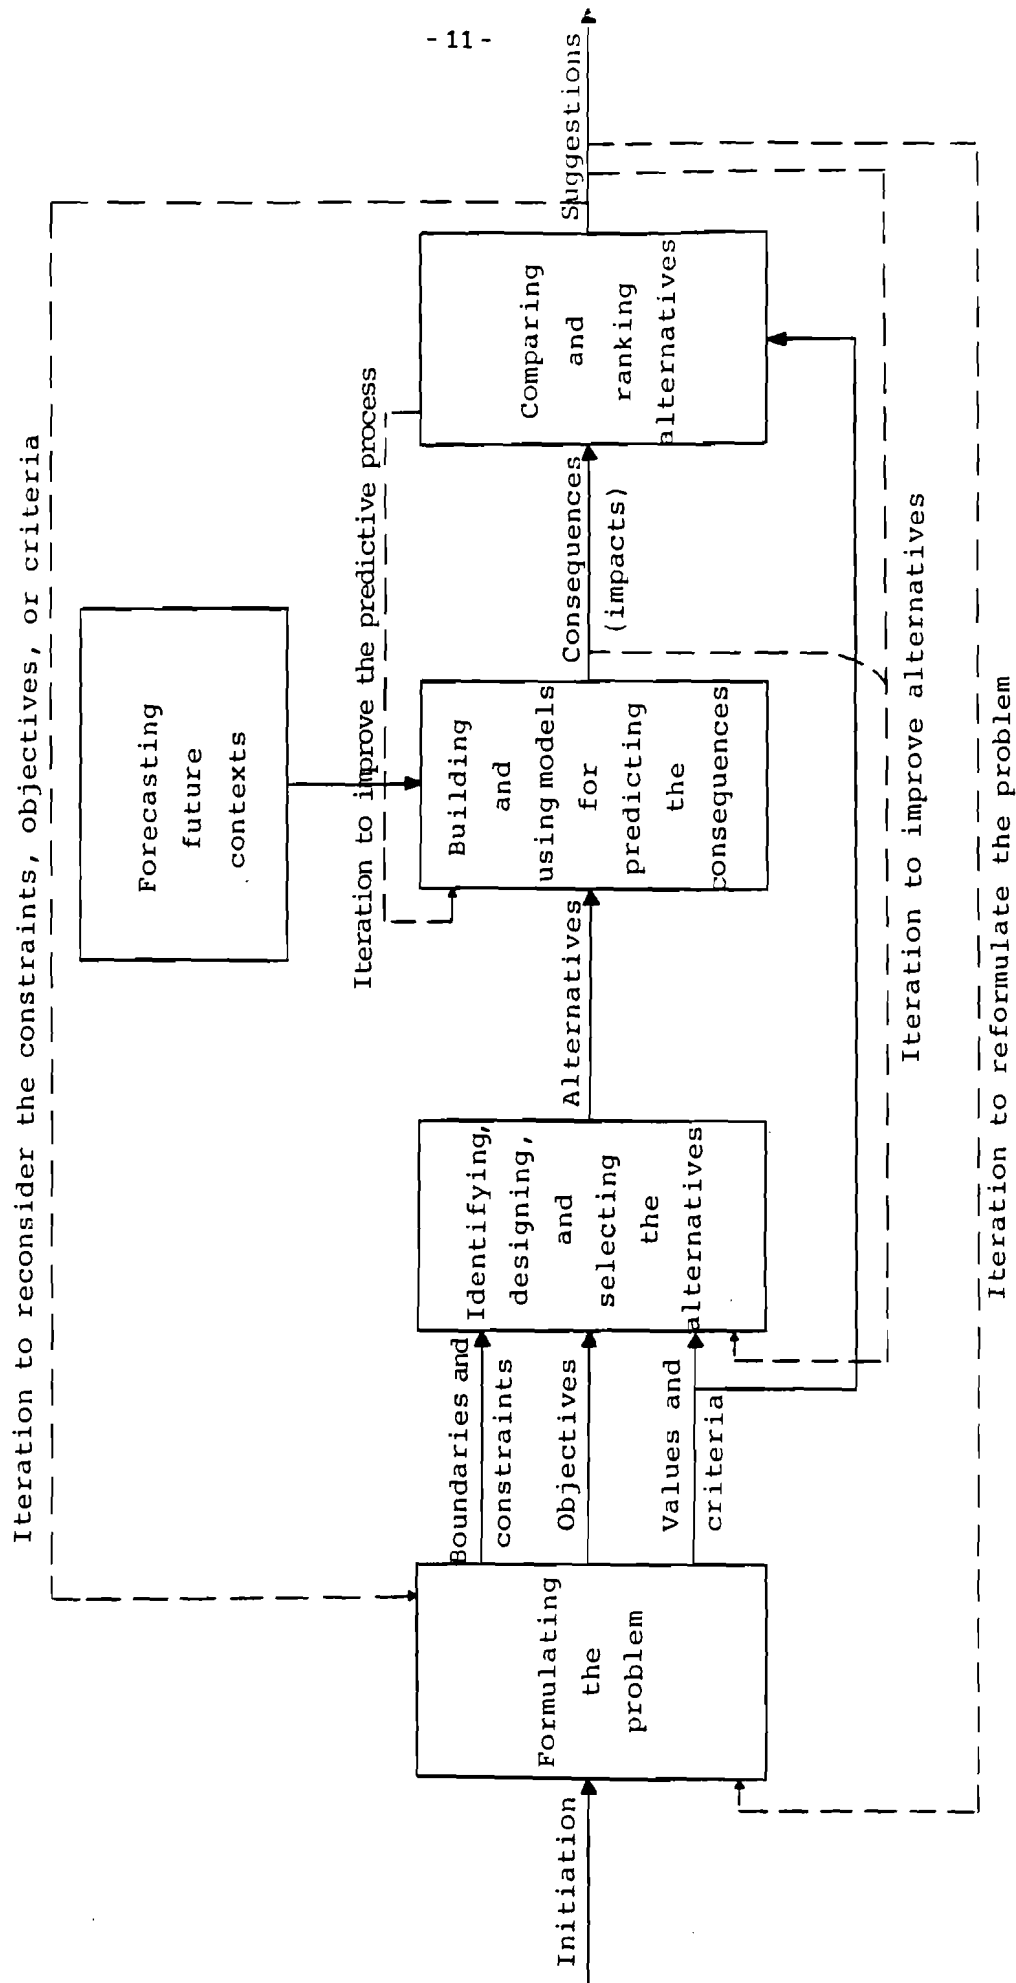 - 11 -
Iteration to reconsider the constraints, objectives, or criteria
Forecasting
future
contexts
Iteration to improve the predictive process
Initiation
Formulating
the
problem
Boundaries and
constraints
Objectives
Values and
criteria
Identifying,
designing,
and
selecting
the
alternatives
Alternatives
Building
and
using models
for
predicting
the
consequences
Consequences
(impacts)
Comparing
and
ranking
alternatives
Suggestions
Iteration to improve alternatives
Iteration to reformulate the problem